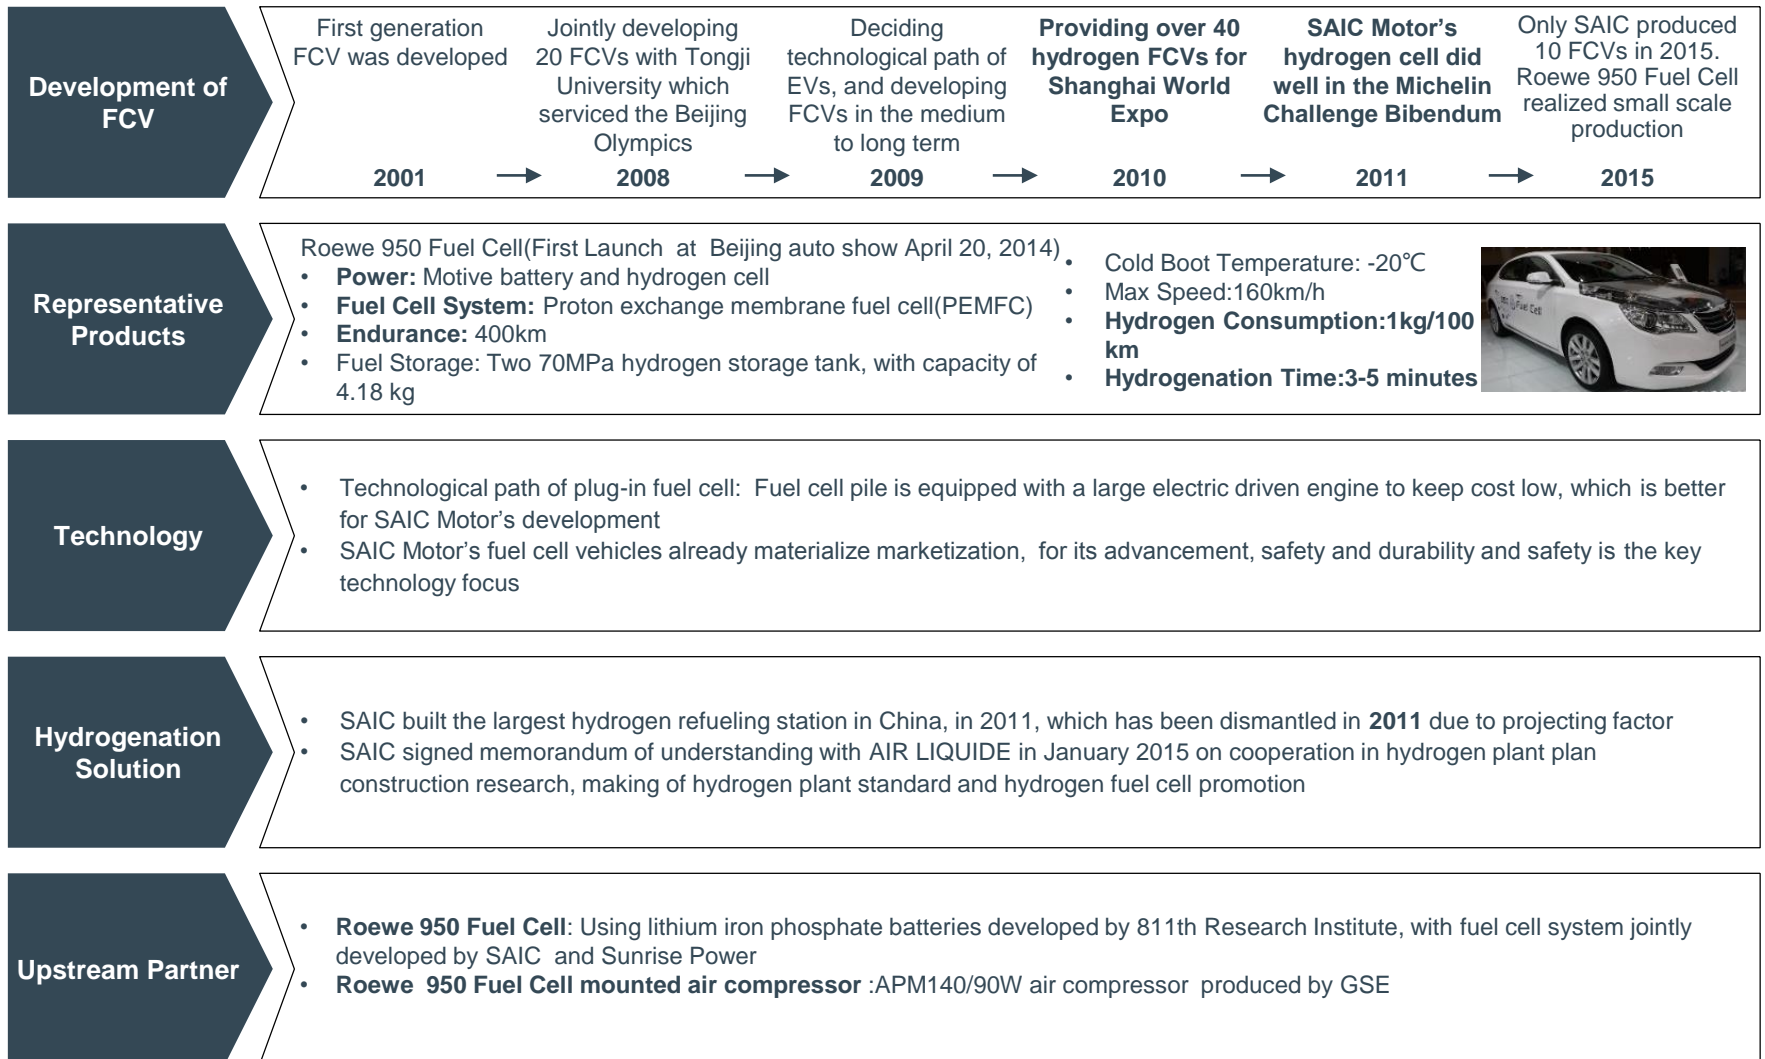 Development of
FCV
First generation
FCV was developed
2001
Jointly developing
20 FCVs with Tongji
University which
serviced the Beijing
Olympics
2008
Deciding
technological path of
EVs, and developing
FCVs in the medium
to long term
2009
Providing over 40
hydrogen FCVs for
Shanghai World
Expo
2010
SAIC Motor's
hydrogen cell did
well in the Michelin
Challenge Bibendum
2011
Only SAIC produced
10 FCVs in 2015.
Roewe 950 Fuel Cell
realized small scale
production
2015
Representative
Products
Roewe 950 Fuel Cell(First Launch at Beijing auto show April 20, 2014)
• Power: Motive battery and hydrogen cell
• Fuel Cell System: Proton exchange membrane fuel cell(PEMFC)
• Endurance: 400km
• Fuel Storage: Two 70MPa hydrogen storage tank, with capacity of
4.18 kg
• Cold Boot Temperature: -20℃
• Max Speed:160km/h
• Hydrogen Consumption:1kg/100
km
• Hydrogenation Time:3-5 minutes
Fuel Cell
Technology
• Technological path of plug-in fuel cell: Fuel cell pile is equipped with a large electric driven engine to keep cost low, which is better
for SAIC Motor's development
• SAIC Motor's fuel cell vehicles already materialize marketization, for its advancement, safety and durability and safety is the key
technology focus
Hydrogenation
Solution
• SAIC built the largest hydrogen refueling station in China, in 2011, which has been dismantled in 2011 due to projecting factor
• SAIC signed memorandum of understanding with AIR LIQUIDE in January 2015 on cooperation in hydrogen plant plan
construction research, making of hydrogen plant standard and hydrogen fuel cell promotion
Upstream Partner
• Roewe 950 Fuel Cell: Using lithium iron phosphate batteries developed by 811th Research Institute, with fuel cell system jointly
developed by SAIC and Sunrise Power
• Roewe 950 Fuel Cell mounted air compressor :APM140/90W air compressor produced by GSE